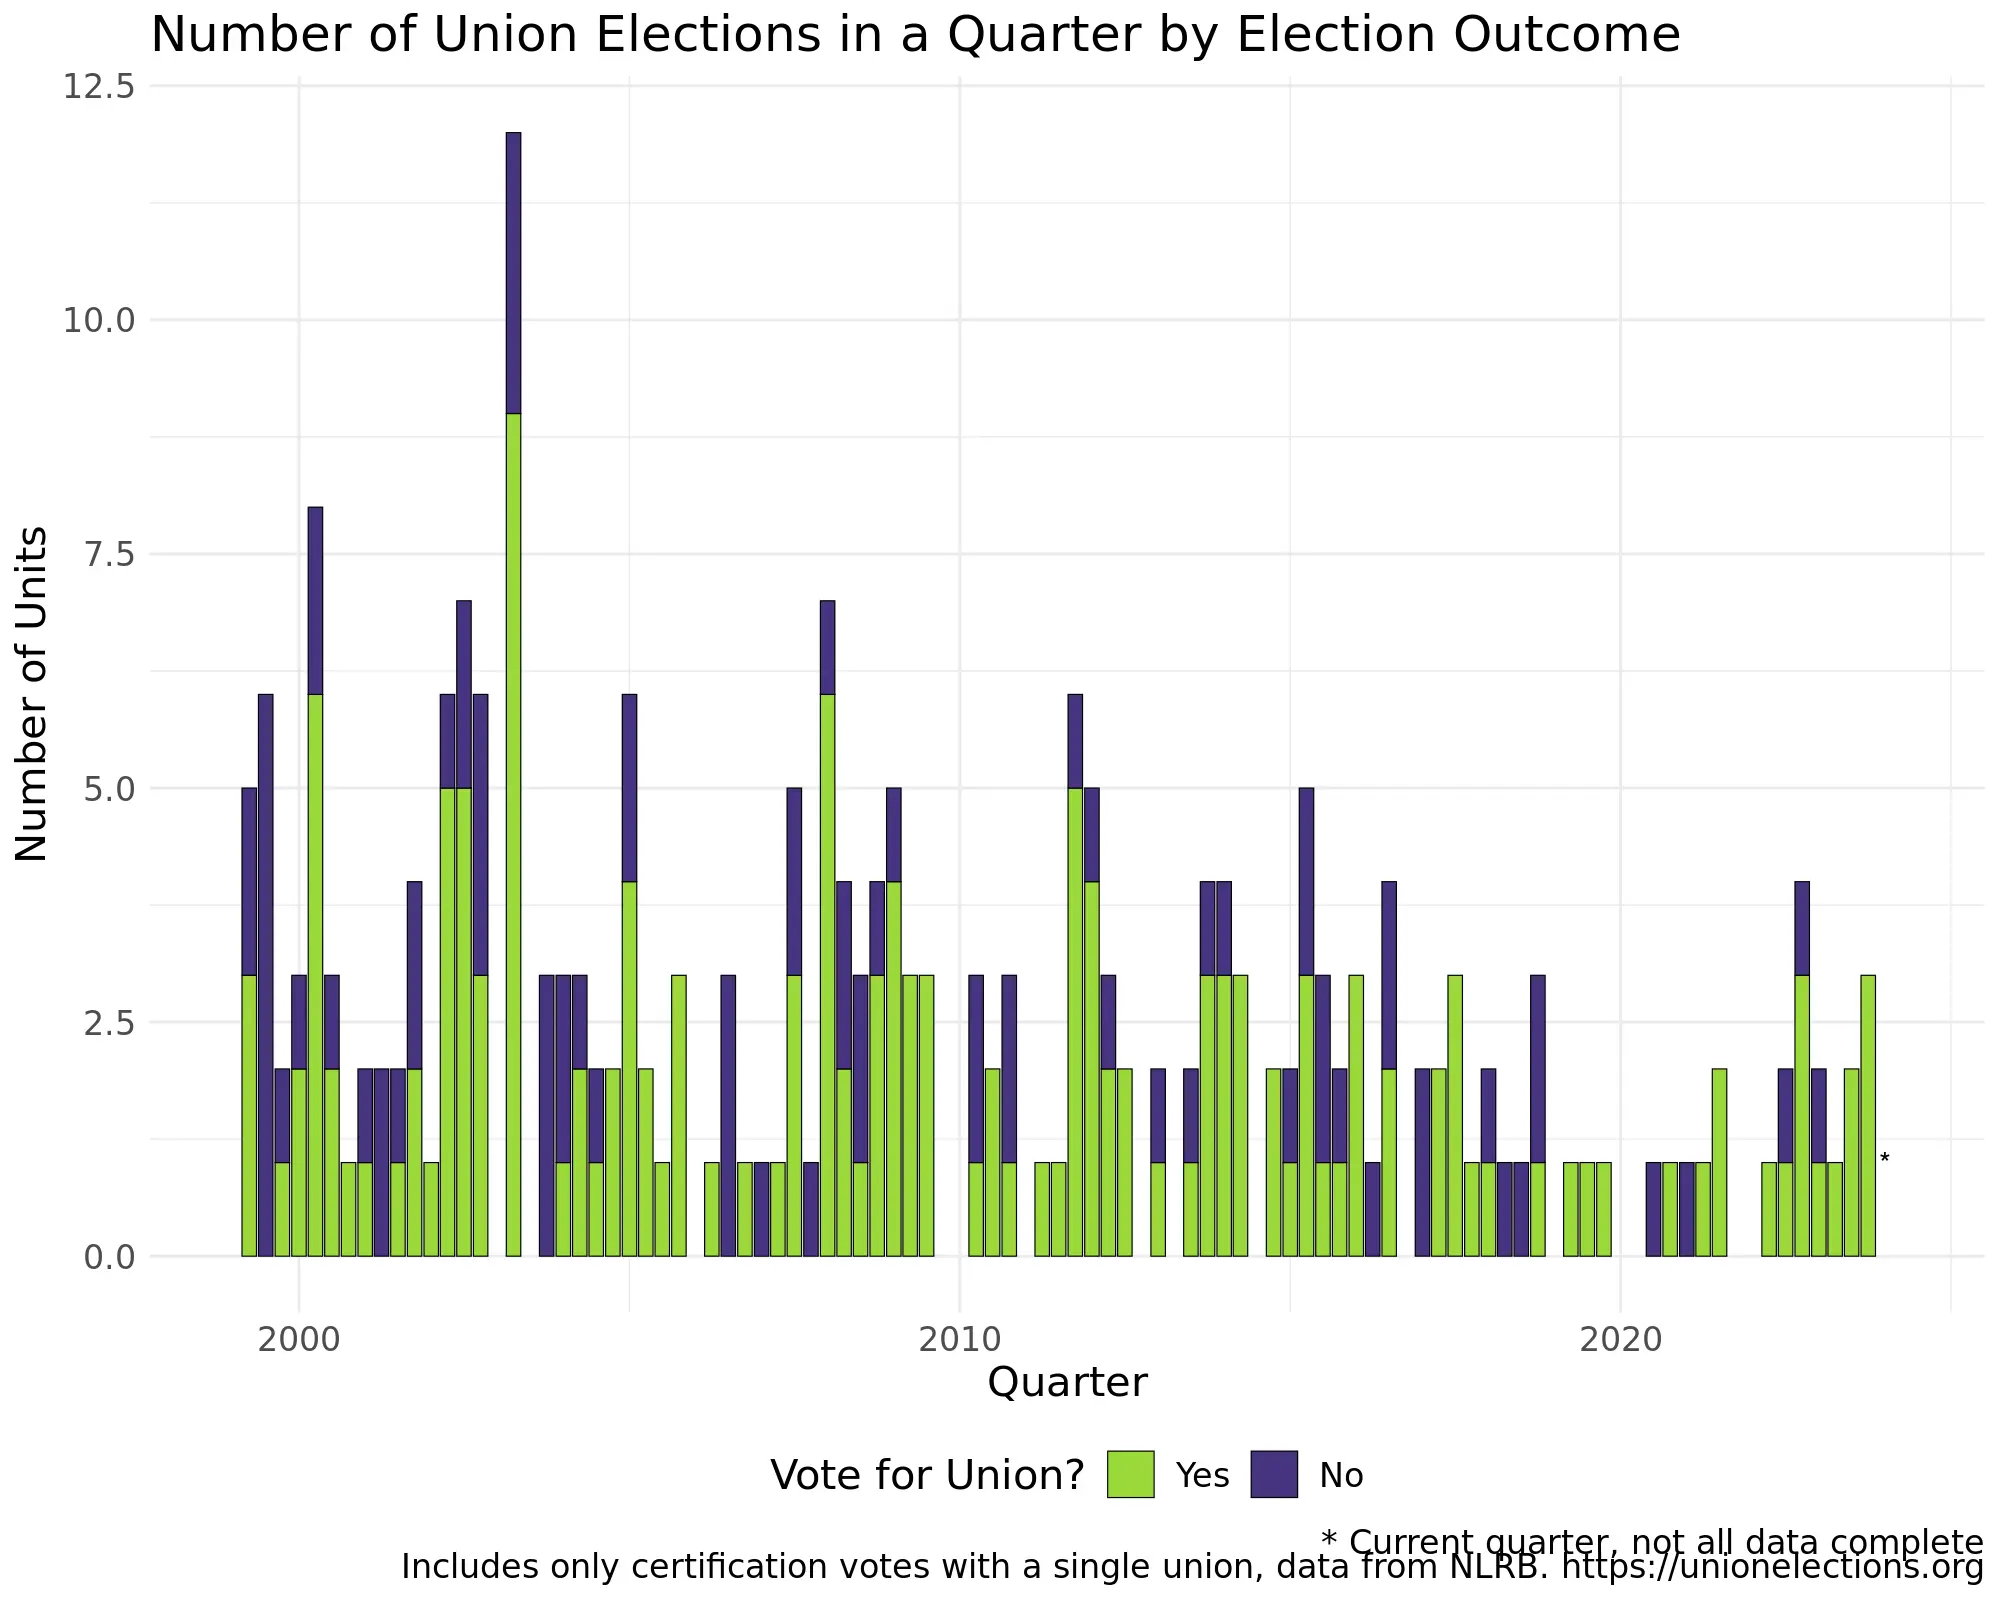 Number of Union Elections in a Quarter by Election Outcome
12.5
10.0
7.5
5.0
2.5
0.0
Number of Units
*
2000 2010 2020
Quarter
Vote for Union? Yes No
* Current quarter, not all data complete
Includes only certification votes with a single union, data from NLRB. https://unionelections.org